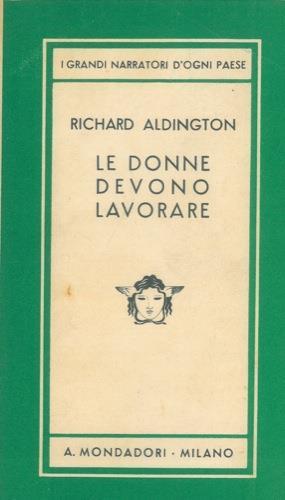 I GRANDI NARRATORI D'OGNI PAESE
RICHARD ALDINGTON
LE DONNE
DEVONO
LAVORARE
A. MONDADORI - MILANO